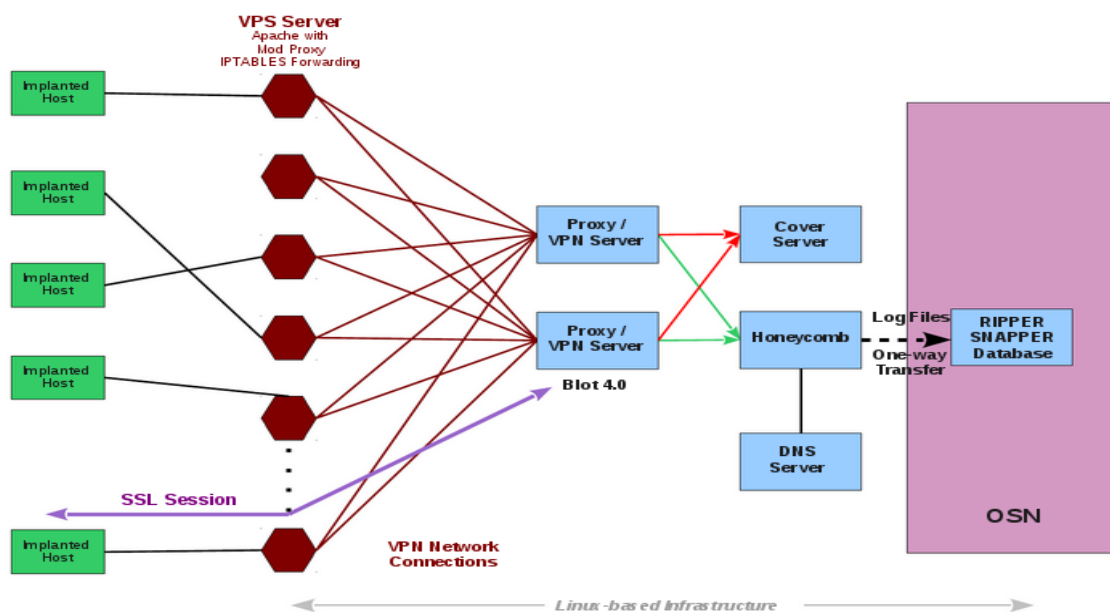 VPS Server
Apache with
Mod Proxy
IPTABLES Forwarding
Implanted
Host
Implanted
Host
Implanted
Host
Implanted
Host
Implanted
Host
Proxy /
VPN Server
Proxy /
VPN Server
Blot 4.0
Cover
Server
Honeycomb
DNS
Server
Log Files
One-way
Transfer
RIPPER
SNAPPER
Database
OSN
SSL Session
VPN Network
Connections
Linux-based Infrastructure